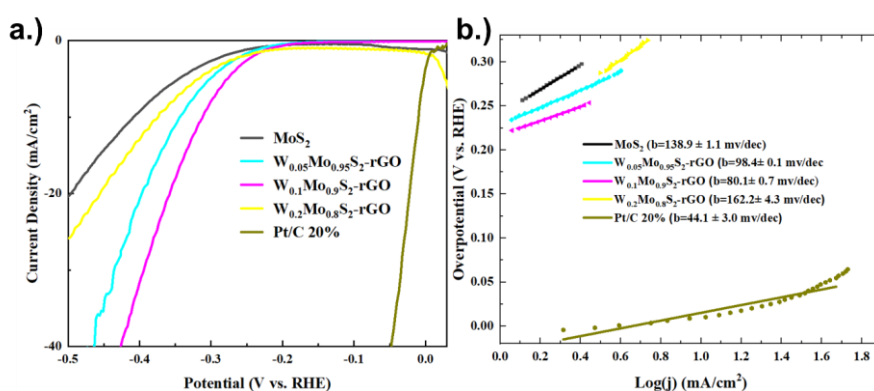 a.)
0
-20
-40
-0.5
-0.4
-0.3
-0.2
-0.1
0.0
Current Density (mA/cm²)
Potential (V vs. RHE)
MoS₂
W₀.₀₅Mo₀.₉₅S₂-rGO
W₀.₁Mo₀.₉S₂-rGO
W₀.₂Mo₀.₈S₂-rGO
Pt/C 20%
b.)
0.30
0.25
0.20
0.15
0.10
0.05
0.00
0.0
0.2
0.4
0.6
0.8
1.0
1.2
1.4
1.6
1.8
Overpotential (V vs. RHE)
Log(j) (mA/cm²)
MoS₂ (b=138.9 ± 1.1 mv/dec)
W₀.₀₅Mo₀.₉₅S₂-rGO (b=98.4± 0.1 mv/dec
W₀.₁Mo₀.₉S₂-rGO (b=80.1± 0.7 mv/dec)
W₀.₂Mo₀.₈S₂-rGO (b=162.2± 4.3 mv/dec)
Pt/C 20% (b=44.1 ± 3.0 mv/dec)